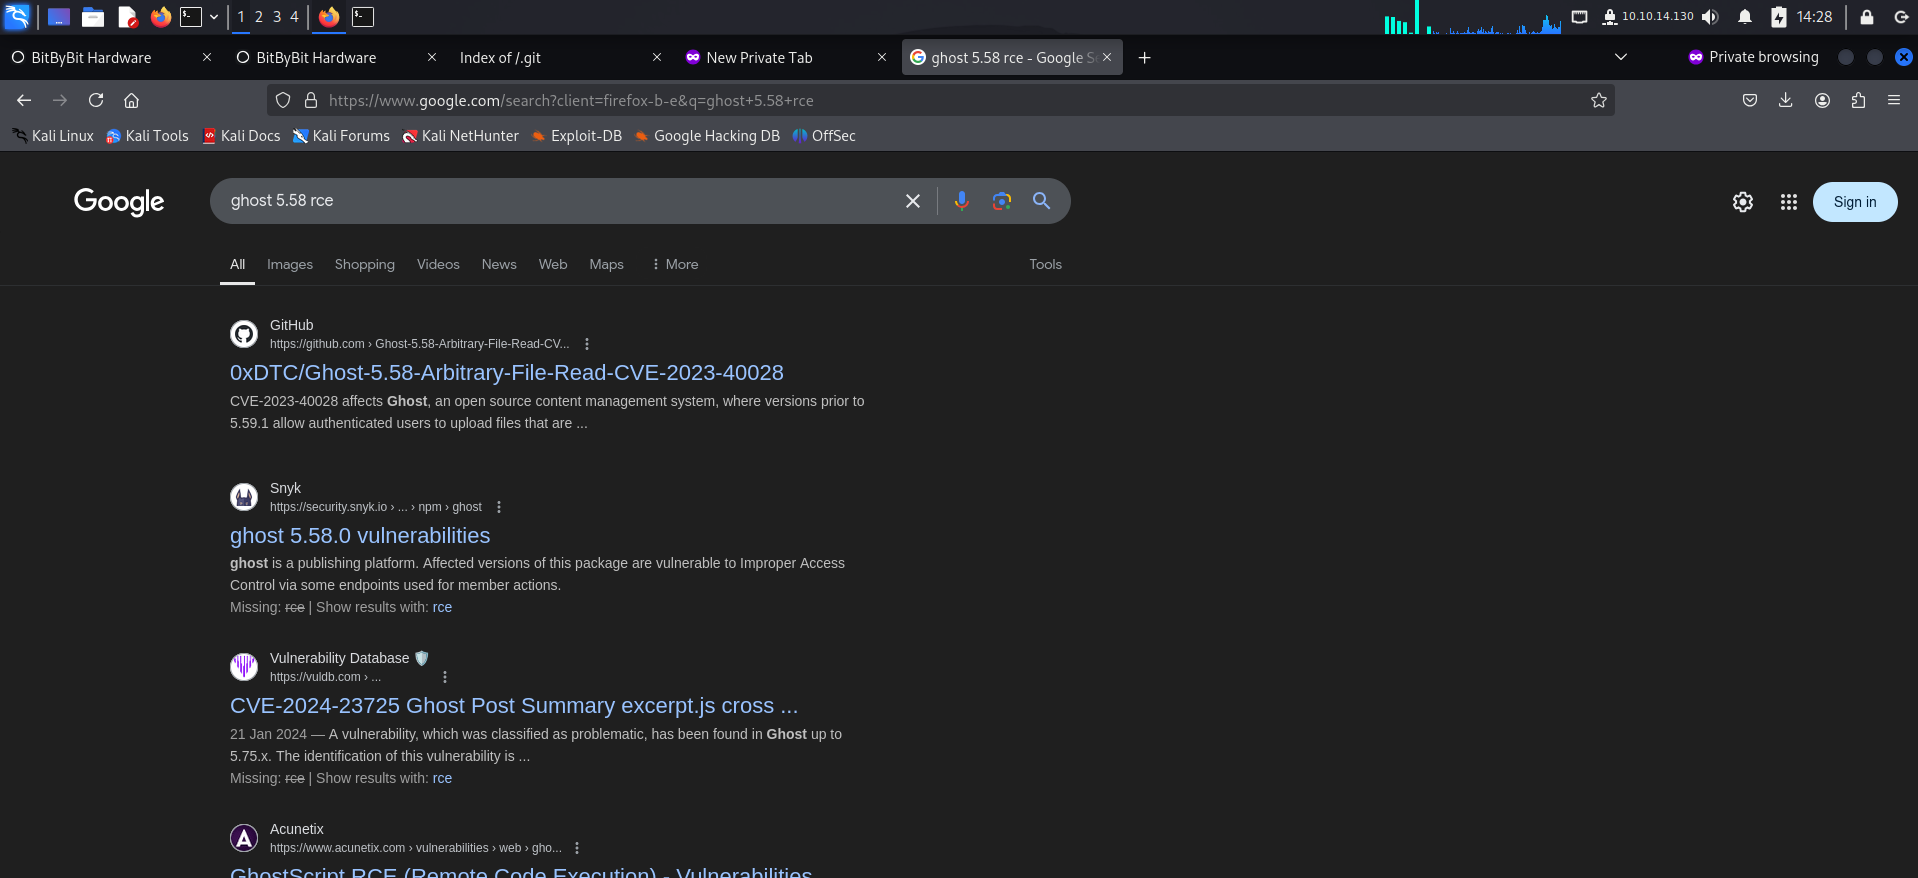 1 2 3 4
10.10.14.130
14:28
BitByBit Hardware
BitByBit Hardware
Index of /.git
New Private Tab
ghost 5.58 rce - Google Se
Private browsing
https://www.google.com/search?client=firefox-b-e&q=ghost+5.58+rce
Kali Linux
Kali Tools
Kali Docs
Kali Forums
Kali NetHunter
Exploit-DB
Google Hacking DB
OffSec
Google
ghost 5.58 rce
Sign in
All
Images
Shopping
Videos
News
Web
Maps
More
Tools
GitHub
https://github.com › Ghost-5.58-Arbitrary-File-Read-CV...
0xDTC/Ghost-5.58-Arbitrary-File-Read-CVE-2023-40028
CVE-2023-40028 affects Ghost, an open source content management system, where versions prior to
5.59.1 allow authenticated users to upload files that are ...
Snyk
https://security.snyk.io › ... › npm › ghost
ghost 5.58.0 vulnerabilities
ghost is a publishing platform. Affected versions of this package are vulnerable to Improper Access
Control via some endpoints used for member actions.
Missing: rce | Show results with: rce
Vulnerability Database
https://vuldb.com › ...
CVE-2024-23725 Ghost Post Summary excerpt.js cross ...
21 Jan 2024 — A vulnerability, which was classified as problematic, has been found in Ghost up to
5.75.x. The identification of this vulnerability is ...
Missing: rce | Show results with: rce
Acunetix
https://www.acunetix.com › vulnerabilities › web › gho...
GhostScript RCE (Remote Code Execution) - Vulnerabilities